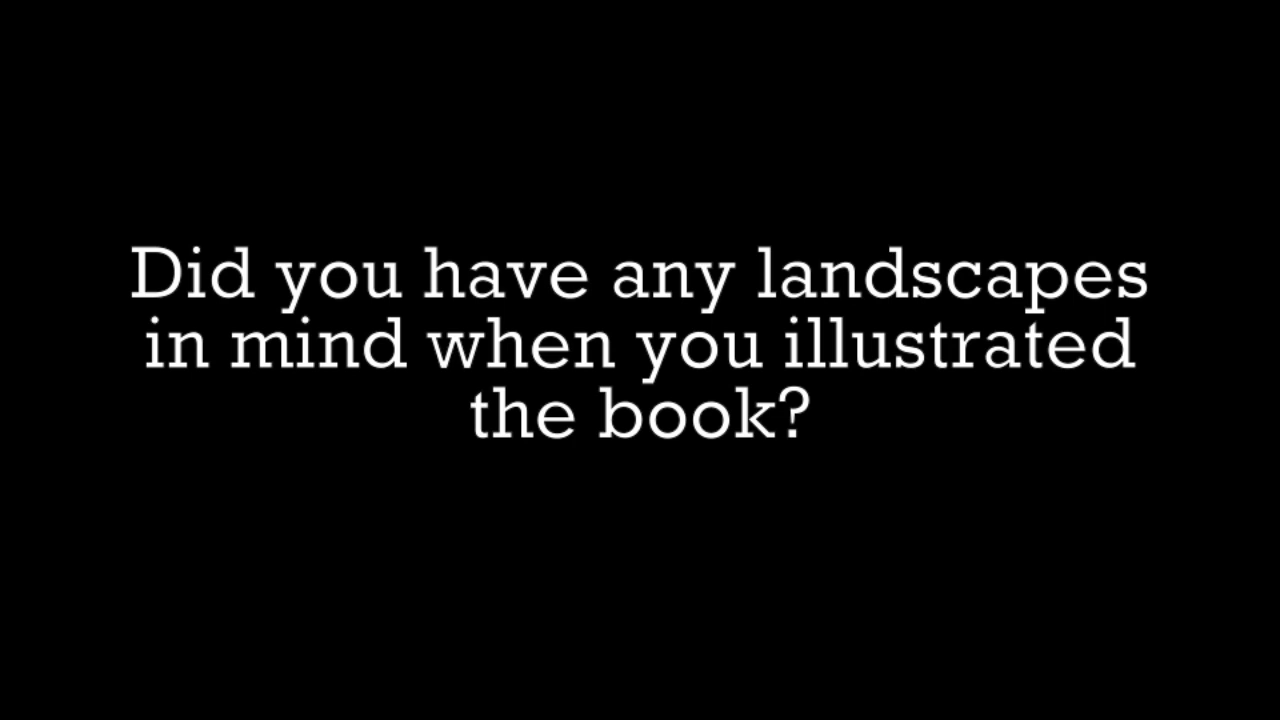 Did you have any landscapes
in mind when you illustrated
the book?